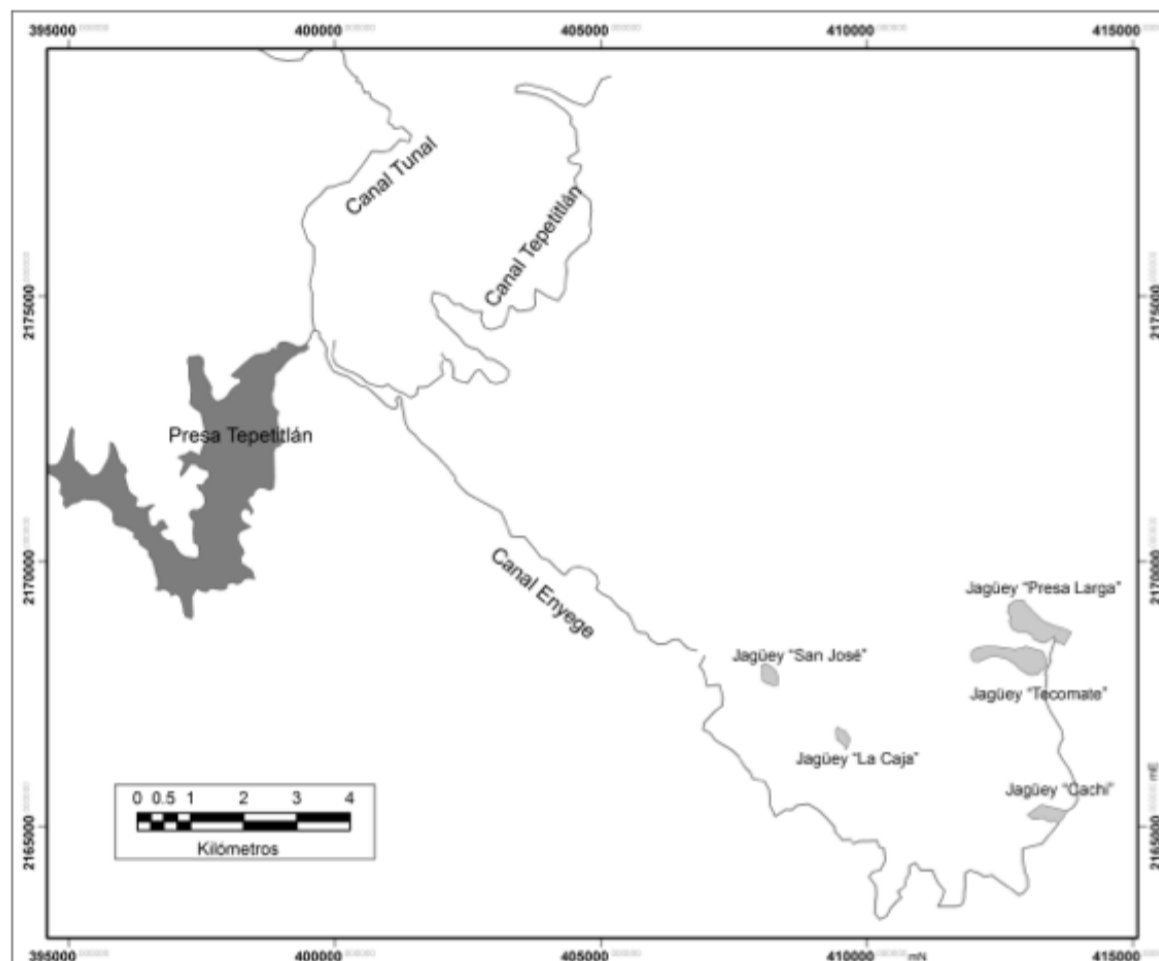 395000 400000 405000 410000 415000
Canal Tunal
Canal Tepetitlán
2175000 2175000
Presa Tepetitlán
2170000 2170000
Canal Enyege
Jagüey “Presa Larga”
Jagüey “San José”
Jagüey “Tecomate”
Jagüey “La Caja”
Jagüey “Cachi”
mE
0 0.5 1 2 3 4
Kilómetros
2165000 2165000
395000 400000 405000 410000 mN 415000